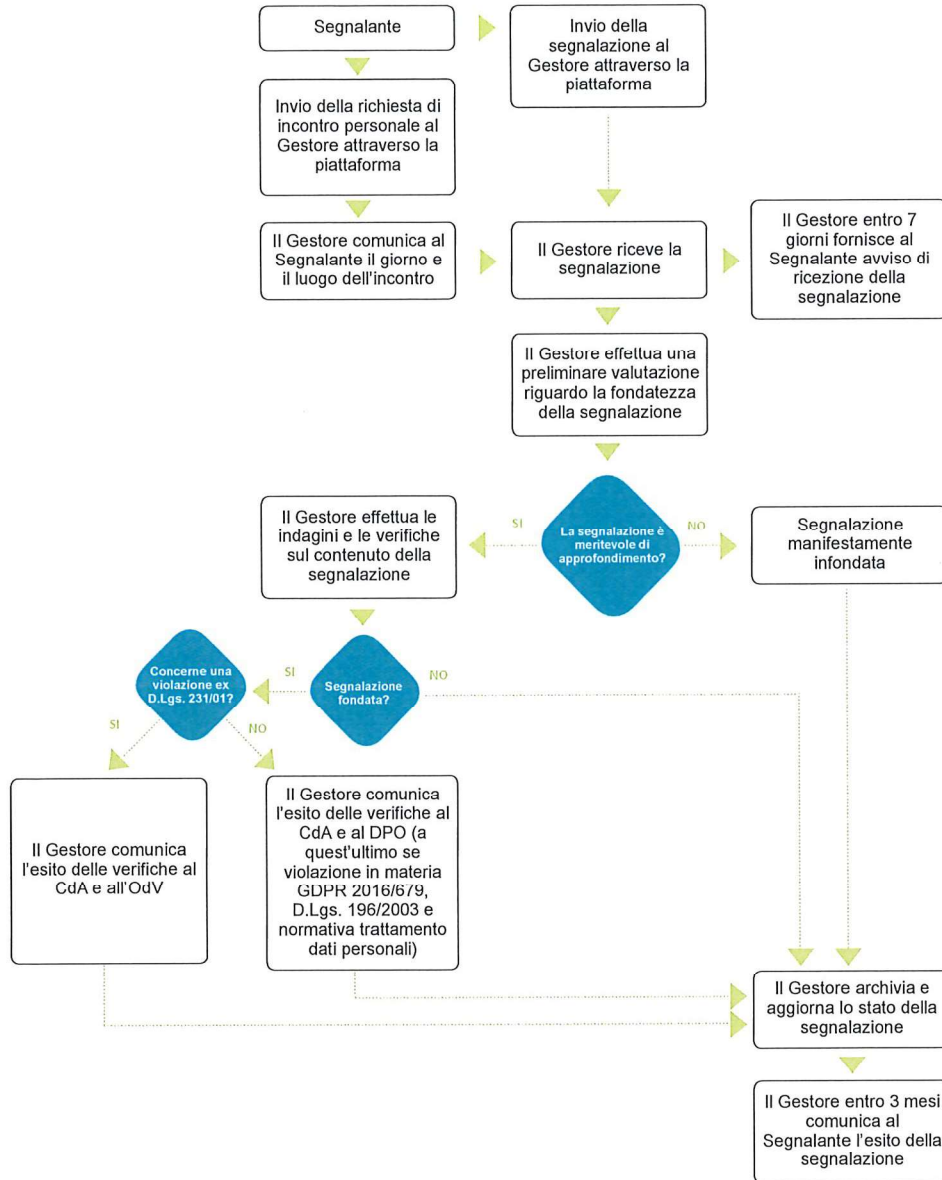 Segnalante
Invio della
segnalazione al
Gestore attraverso la
piattaforma
Invio della richiesta di
incontro personale al
Gestore attraverso la
piattaforma
Il Gestore comunica al
Segnalante il giorno e
il luogo dell'incontro
Il Gestore riceve la
segnalazione
Il Gestore entro 7
giorni fornisce al
Segnalante avviso di
ricezione della
segnalazione
Il Gestore effettua una
preliminare valutazione
riguardo la fondatezza
della segnalazione
La segnalazione è
meritevole di
approfondimento?
SI
NO
Il Gestore effettua le
indagini e le verifiche
sul contenuto della
segnalazione
Segnalazione
manifestamente
infondata
Segnalazione
fondata?
SI
NO
Concerne una
violazione ex
D.Lgs. 231/01?
SI
NO
Il Gestore comunica
l'esito delle verifiche al
CdA e all'OdV
Il Gestore comunica
l'esito delle verifiche al
CdA e al DPO (a
quest'ultimo se
violazione in materia
GDPR 2016/679,
D.Lgs. 196/2003 e
normativa trattamento
dati personali)
Il Gestore archivia e
aggiorna lo stato della
segnalazione
Il Gestore entro 3 mesi
comunica al
Segnalante l'esito della
segnalazione